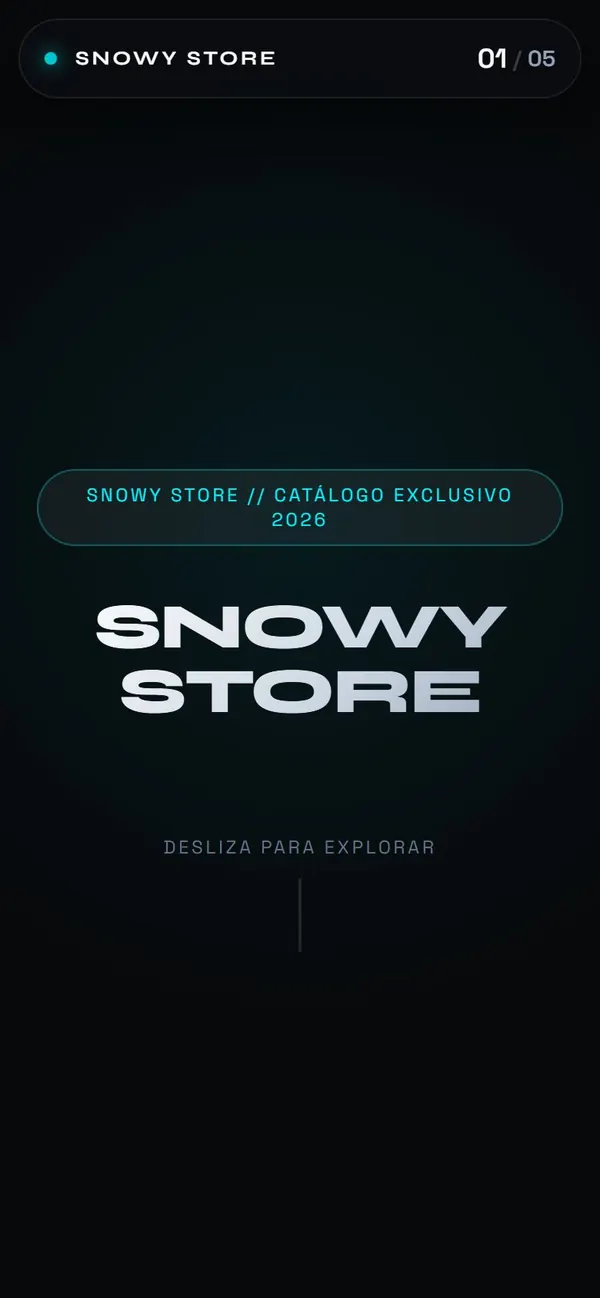 SNOWY STORE
01 / 05
SNOWY STORE // CATÁLOGO EXCLUSIVO
2026
SNOWY
STORE
DESLIZA PARA EXPLORAR